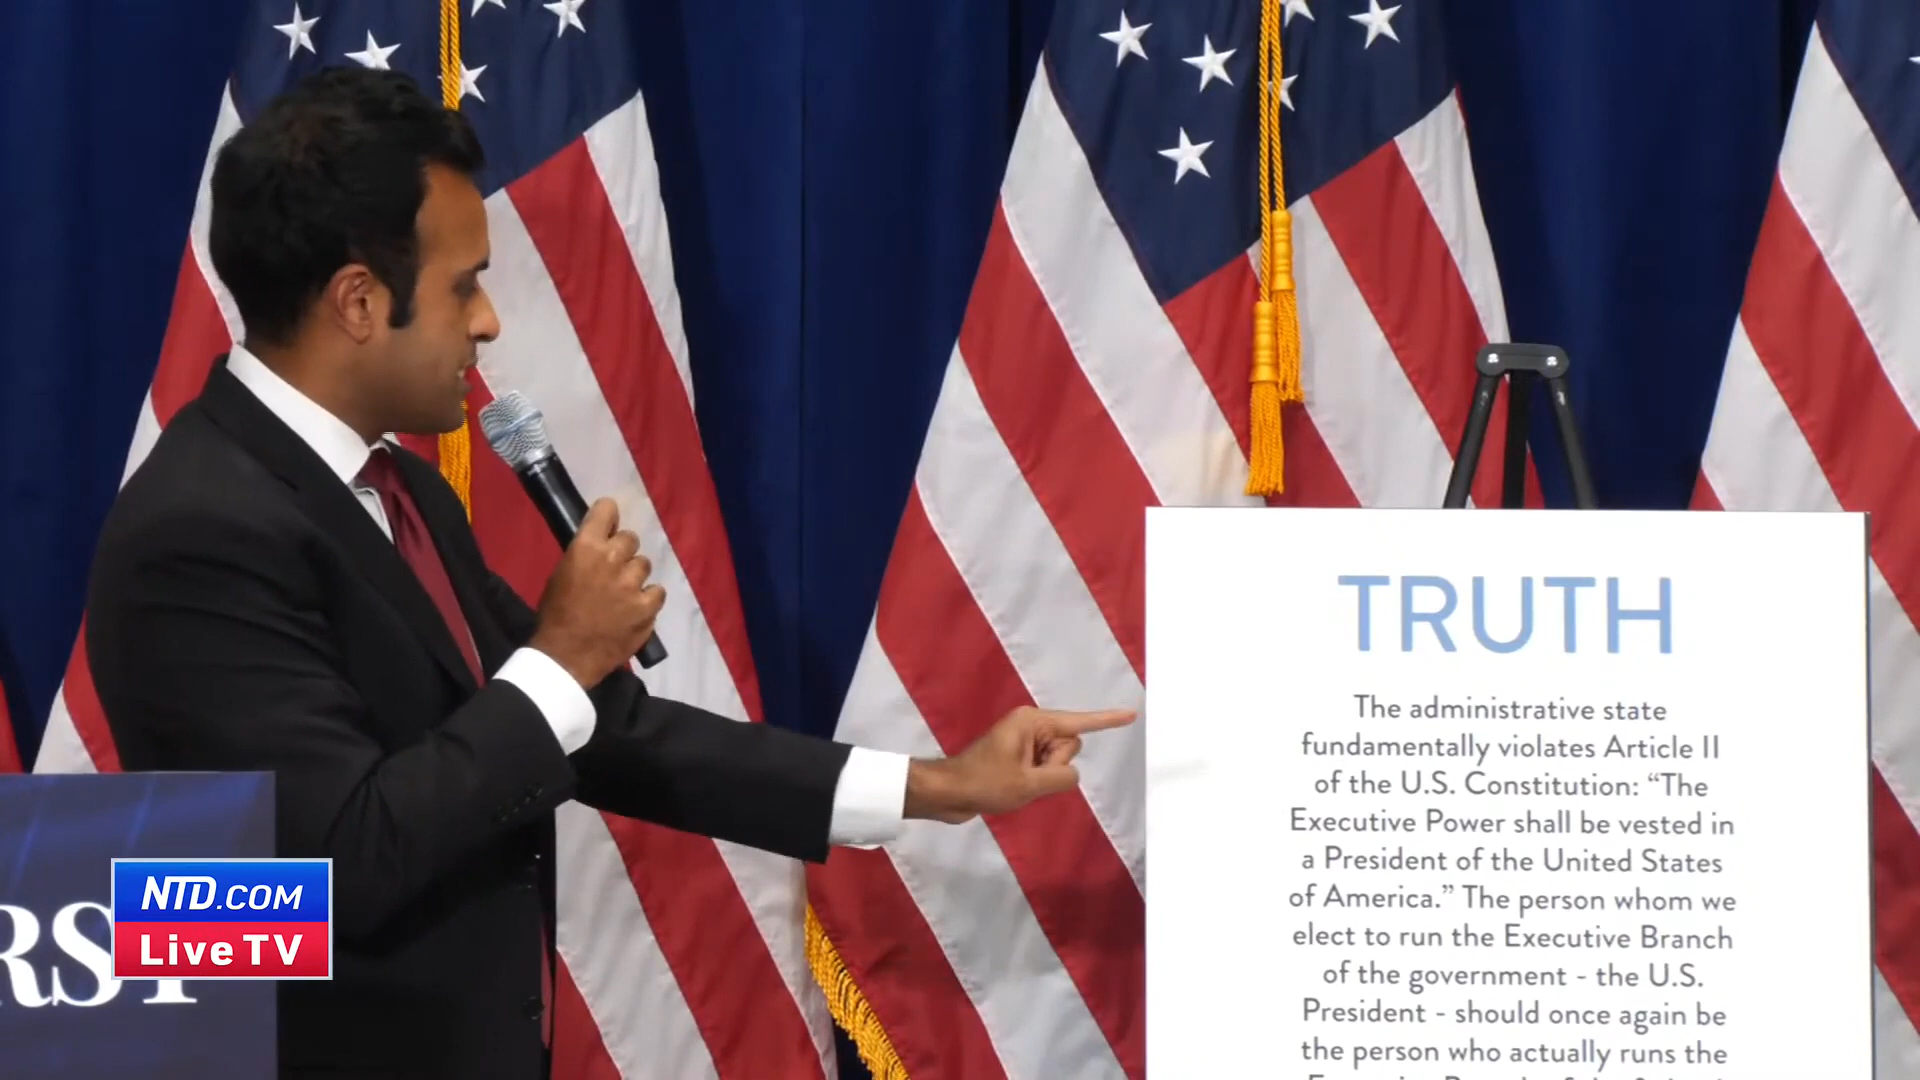 TRUTH
The administrative state
fundamentally violates Article II
of the U.S. Constitution: “The
Executive Power shall be vested in
a President of the United States
of America.” The person whom we
elect to run the Executive Branch
of the government - the U.S.
President - should once again be
the person who actually runs the
NTD.COM
Live TV